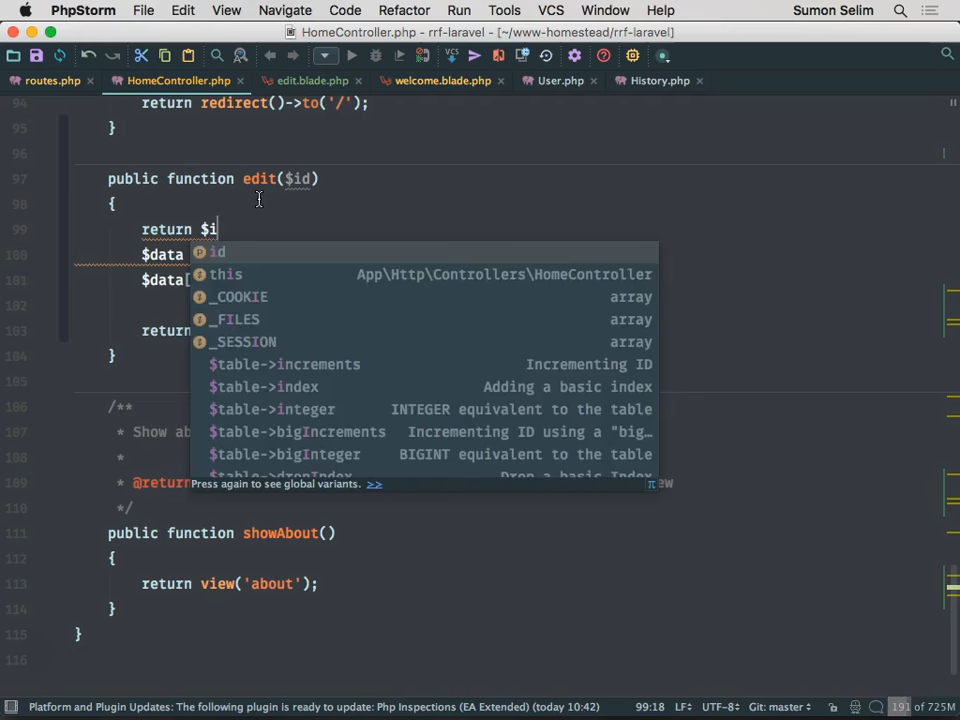 PhpStorm File Edit View Navigate Code Refactor Run Tools VCS Window Help Sumon Selim
HomeController.php - rrf-laravel - [~/www-homestead/rrf-laravel]
routes.php HomeController.php edit.blade.php welcome.blade.php User.php History.php
94 return redirect()->to('/');
95 }
96
97 public function edit($id)
98 {
99 return $i
100 $data
101 $data[
102
103 return
104 }
105
106 /**
107 * Show ab
108 *
109 * @return ew
110 */
111 public function showAbout()
112 {
113 return view('about');
114 }
115 }
116
id
this App\Http\Controllers\HomeController
_COOKIE array
_FILES array
_SESSION array
$table->increments Incrementing ID
$table->index Adding a basic index
$table->integer INTEGER equivalent to the table
$table->bigIncrements Incrementing ID using a "big…
$table->bigInteger BIGINT equivalent to the table
$table->dropIndex Drop a basic Index
Press again to see global variants. >>
Platform and Plugin Updates: The following plugin is ready to update: Php Inspections (EA Extended) (today 10:42) 99:18 LF÷ UTF-8÷ Git: master÷ 191 of 725M